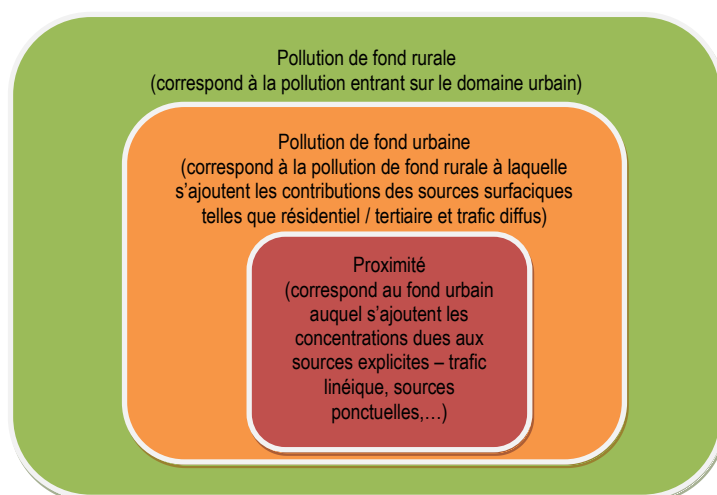 Pollution de fond rurale
(correspond à la pollution entrant sur le domaine urbain)
Pollution de fond urbaine
(correspond à la pollution de fond rurale à laquelle
s’ajoutent les contributions des sources surfaciques
telles que résidentiel / tertiaire et trafic diffus)
Proximité
(correspond au fond urbain
auquel s’ajoutent les
concentrations dues aux
sources explicites – trafic
linéique, sources
ponctuelles,…)